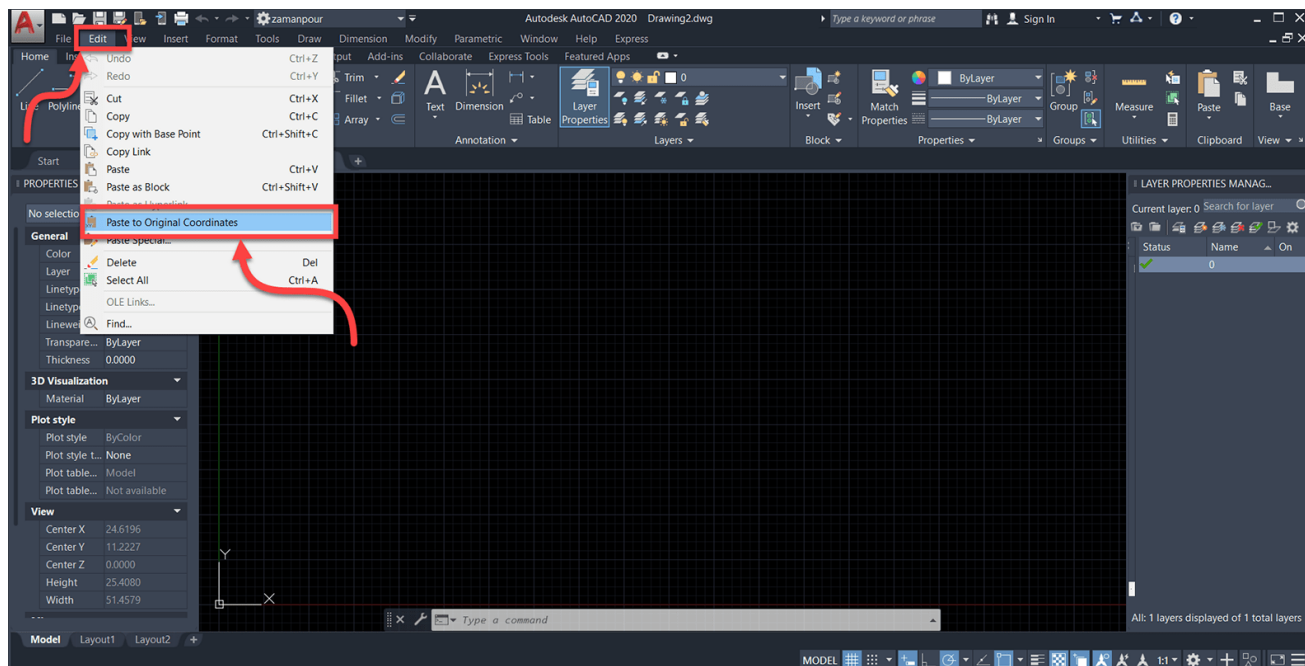 zamanpour
Autodesk AutoCAD 2020 Drawing2.dwg
Type a keyword or phrase
Sign In
File Edit View Insert Format Tools Draw Dimension Modify Parametric Window Help Express
Home Add-ins Collaborate Express Tools Featured Apps
Undo Ctrl+Z
Redo Ctrl+Y
Cut Ctrl+X
Copy Ctrl+C
Copy with Base Point Ctrl+Shift+C
Copy Link
Paste Ctrl+V
Paste as Block Ctrl+Shift+V
Paste as Hyperlink
Paste to Original Coordinates
Paste Special...
Delete Del
Select All Ctrl+A
OLE Links...
Find...
Polyline
Trim
Fillet
Array
Text Dimension
Table
Annotation
Layer
Properties
0
Layers
Insert
Block
Match
Properties
ByLayer
ByLayer
ByLayer
Properties
Group
Groups
Measure
Utilities
Paste
Clipboard
Base
View
Start
PROPERTIES
No selectio
General
Color
Layer
Linetyp
Linetyp
Linewei
Transpare... ByLayer
Thickness 0.0000
3D Visualization
Material ByLayer
Plot style
Plot style ByColor
Plot style t... None
Plot table... Model
Plot table... Not available
View
Center X 24.6196
Center Y 11.2227
Center Z 0.0000
Height 25.4080
Width 51.4579
Y
X
LAYER PROPERTIES MANAG...
Current layer: 0 Search for layer
Status Name On
0
All: 1 layers displayed of 1 total layers
Type a command
Model Layout1 Layout2 +
MODEL 1:1